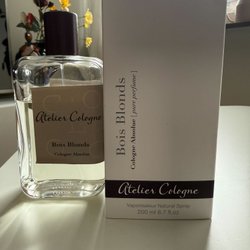 Atelier Cologne
Bois Blonds
Cologne Absolue
Bois Blonds
Cologne Absolue [pure perfume]
Atelier Cologne
Vaporisateur Natural Spray
200 ml 6.7 fl.oz.